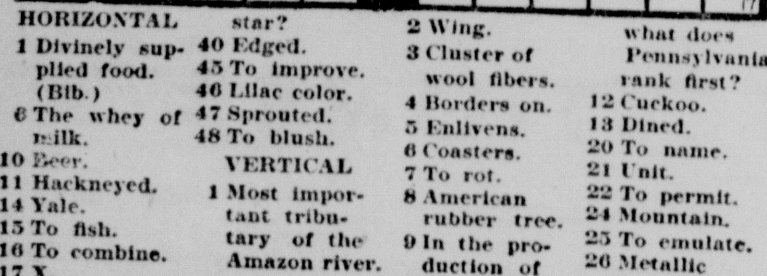 17
HORIZONTAL
1 Divinely sup-
plied food.
(Bib.)
6 The whey of
milk.
10 Beer.
11 Hackneyed.
14 Yale.
15 To fish.
16 To combine.
17 X.
star?
40 Edged.
45 To improve.
46 Lilac color.
47 Sprouted.
48 To blush.
VERTICAL
1 Most impor-
tant tribu-
tary of the
Amazon river.
2 Wing.
3 Cluster of
wool fibers.
4 Borders on.
5 Enlivens.
6 Coasters.
7 To rot.
8 American
rubber tree.
9 In the pro-
duction of
what does
Pennsylvania
rank first?
12 Cuckoo.
13 Dined.
20 To name.
21 Unit.
22 To permit.
24 Mountain.
25 To emulate.
26 Metallic